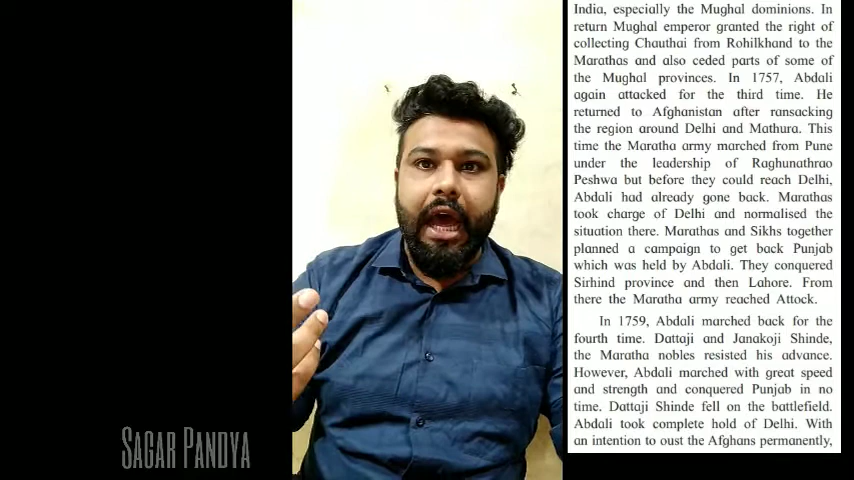 India, especially the Mughal dominions. In
return Mughal emperor granted the right of
collecting Chauthai from Rohilkhand to the
Marathas and also ceded parts of some of
the Mughal provinces. In 1757, Abdali
again attacked for the third time. He
returned to Afghanistan after ransacking
the region around Delhi and Mathura. This
time the Maratha army marched from Pune
under the leadership of Raghunathrao
Peshwa but before they could reach Delhi,
Abdali had already gone back. Marathas
took charge of Delhi and normalised the
situation there. Marathas and Sikhs together
planned a campaign to get back Punjab
which was held by Abdali. They conquered
Sirhind province and then Lahore. From
there the Maratha army reached Attock.
In 1759, Abdali marched back for the
fourth time. Dattaji and Janakoji Shinde,
the Maratha nobles resisted his advance.
However, Abdali marched with great speed
and strength and conquered Punjab in no
time. Dattaji Shinde fell on the battlefield.
Abdali took complete hold of Delhi. With
an intention to oust the Afghans permanently,
SAGAR PANDYA